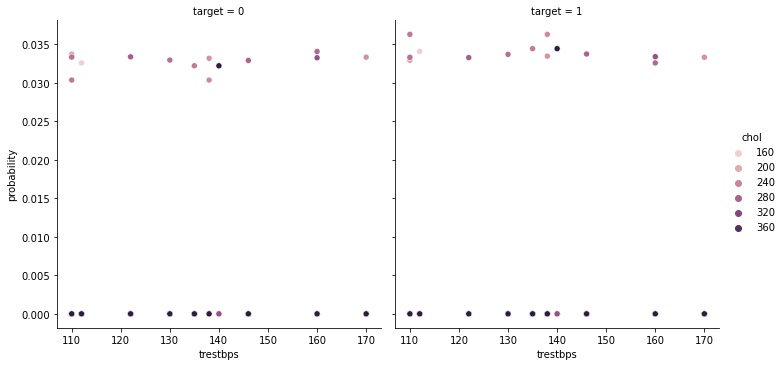 target = 0
target = 1
0.035
0.030
0.025
0.020
0.015
0.010
0.005
0.000
probability
110 120 130 140 150 160 170
trestbps
110 120 130 140 150 160 170
trestbps
chol
160
200
240
280
320
360